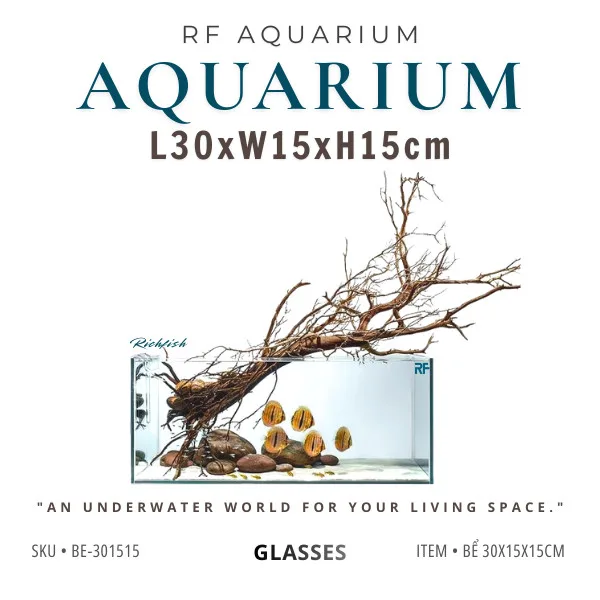 RF AQUARIUM
AQUARIUM
L30xW15xH15cm
Richfish
RF
"AN UNDERWATER WORLD FOR YOUR LIVING SPACE."
SKU • BE-301515
GLASSES
ITEM • BỂ 30X15X15CM